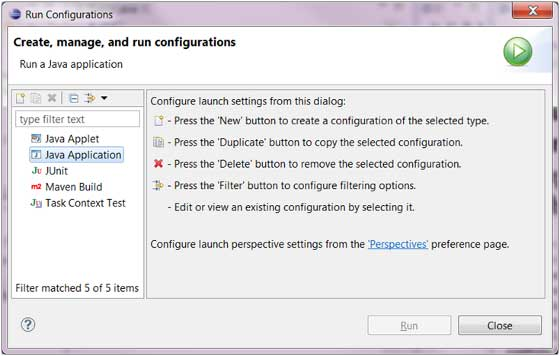 Run Configurations
Create, manage, and run configurations
Run a Java application
type filter text
Java Applet
Java Application
JU JUnit
m2 Maven Build
JU Task Context Test
Filter matched 5 of 5 items
Configure launch settings from this dialog:
- Press the 'New' button to create a configuration of the selected type.
- Press the 'Duplicate' button to copy the selected configuration.
- Press the 'Delete' button to remove the selected configuration.
- Press the 'Filter' button to configure filtering options.
- Edit or view an existing configuration by selecting it.
Configure launch perspective settings from the 'Perspectives' preference page.
Run
Close